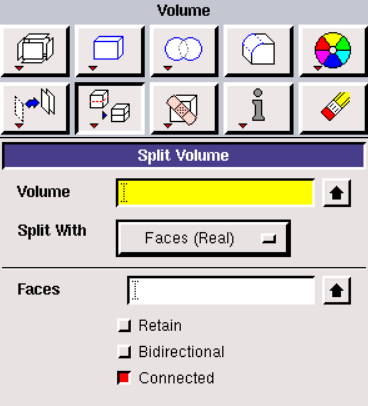 Volume
Split Volume
Volume
Split With
Faces (Real)
Faces
Retain
Bidirectional
Connected